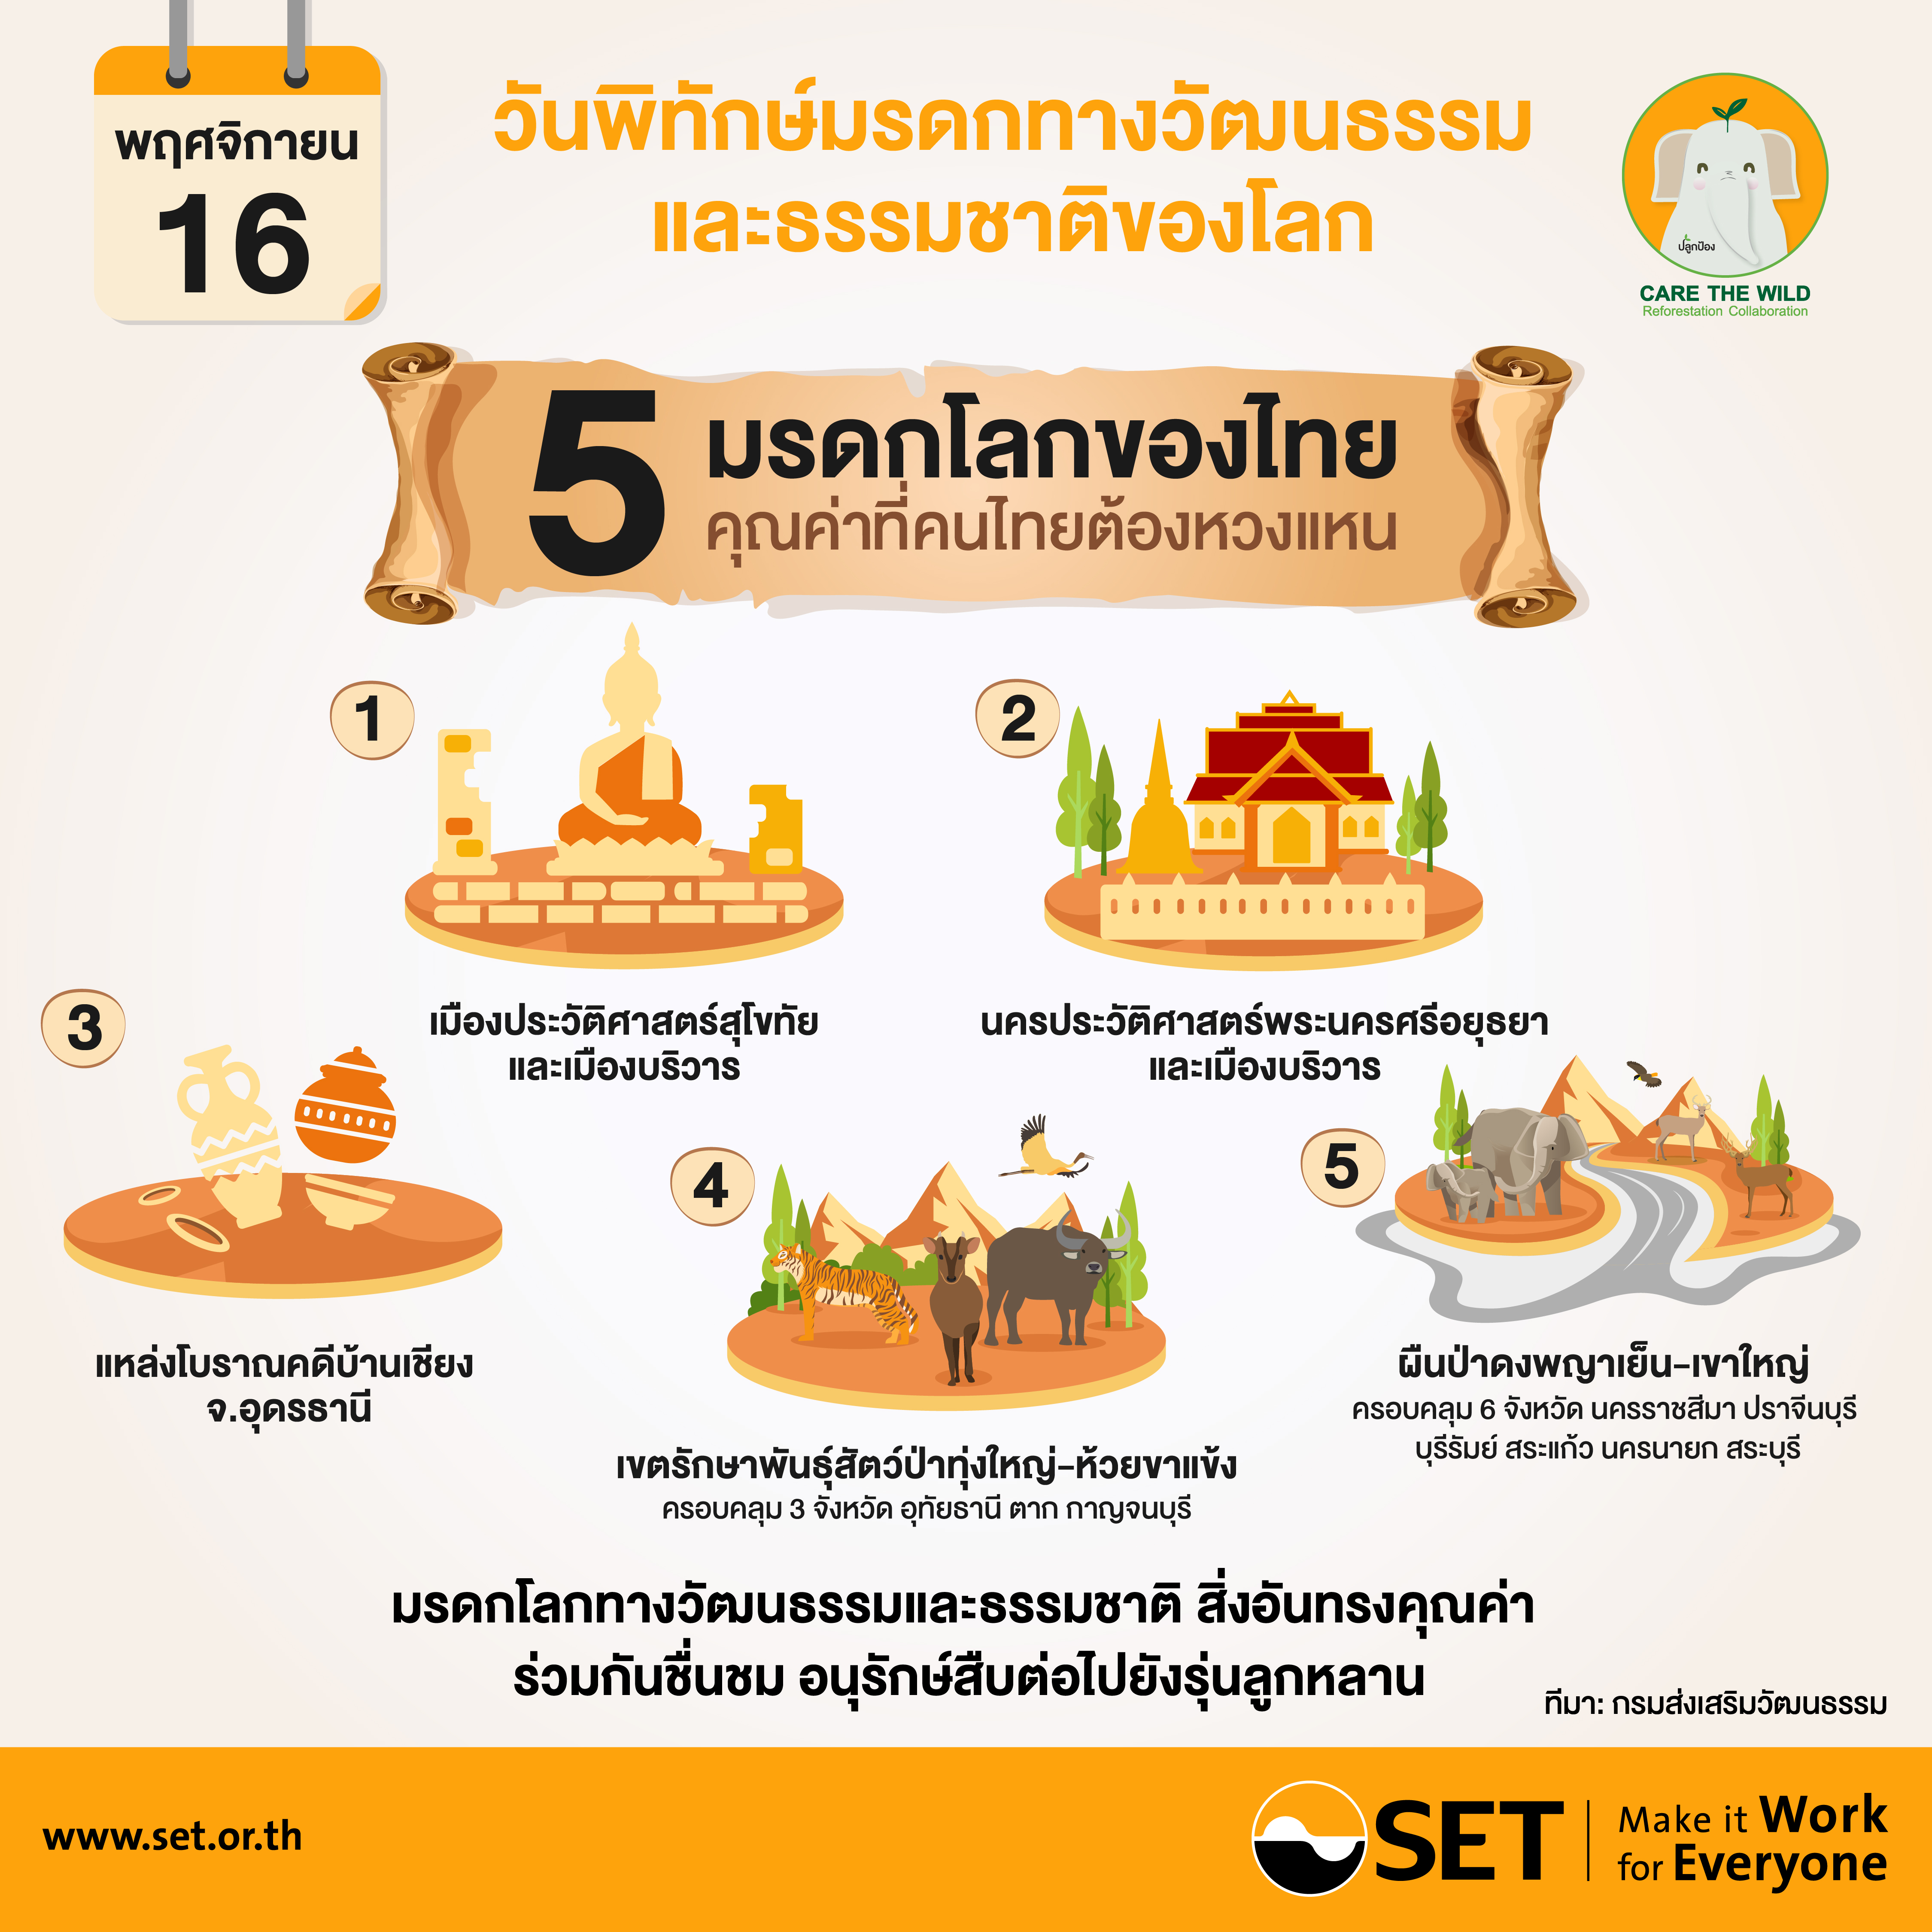 พฤศจิกายน
16
วันพิทักษ์มรดกทางวัฒนธรรม
และธรรมชาติของโลก
ปลูกป้อง
CARE THE WILD
Reforestation Collaboration
5
มรดกโลกของไทย
คุณค่าที่คนไทยต้องหวงแหน
1
เมืองประวัติศาสตร์สุโขทัย
และเมืองบริวาร
2
นครประวัติศาสตร์พระนครศรีอยุธยา
และเมืองบริวาร
3
แหล่งโบราณคดีบ้านเชียง
จ.อุดรธานี
4
เขตรักษาพันธุ์สัตว์ป่าทุ่งใหญ่-ห้วยขาแข้ง
ครอบคลุม 3 จังหวัด อุทัยธานี ตาก กาญจนบุรี
5
ผืนป่าดงพญาเย็น-เขาใหญ่
ครอบคลุม 6 จังหวัด นครราชสีมา ปราจีนบุรี
บุรีรัมย์ สระแก้ว นครนายก สระบุรี
มรดกโลกทางวัฒนธรรมและธรรมชาติ สิ่งอันทรงคุณค่า
ร่วมกันชื่นชม อนุรักษ์สืบต่อไปยังรุ่นลูกหลาน
ที่มา: กรมส่งเสริมวัฒนธรรม
www.set.or.th
SET
Make it Work
for Everyone